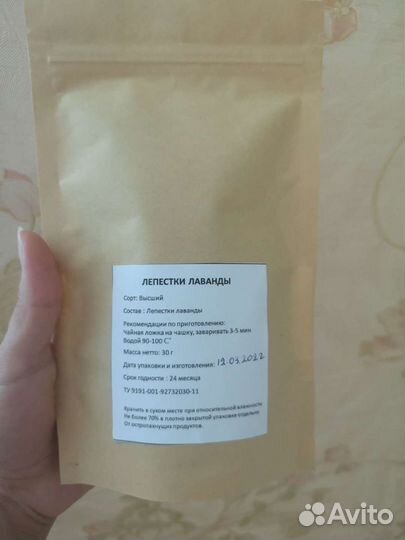 ЛЕПЕСТКИ ЛАВАНДЫ
Сорт: Высший
Состав : Лепестки лаванды
Рекомендации по приготовлению:
Чайная ложка на чашку, заваривать 3-5 мин
Водой 90-100 С°
Масса нетто: 30 г
Дата упаковки и изготовления: 12.03.2022
Срок годности : 24 месяца
ТУ 9191-001-92732030-11
Хранить в сухом месте при относительной влажности
Не более 70% в плотно закрытой упаковке отдельно
От остропахнущих продуктов.
Avito